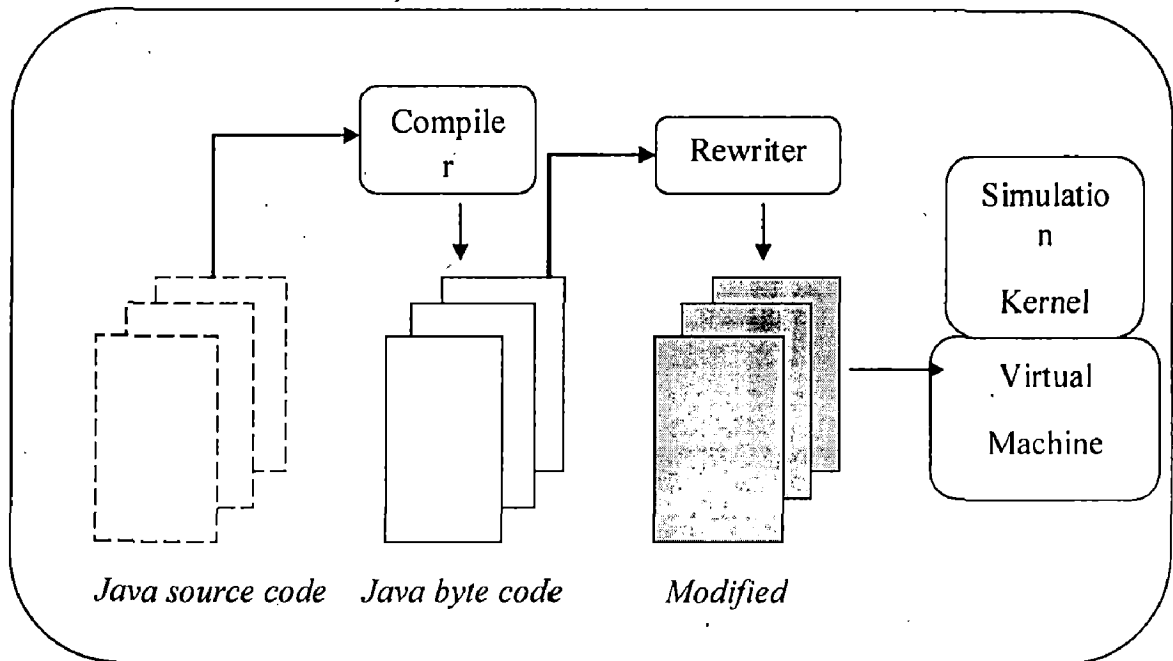 Compile
r
Rewriter
Simulatio
n
Kernel
Virtual
Machine
Java source code
Java byte code
Modified